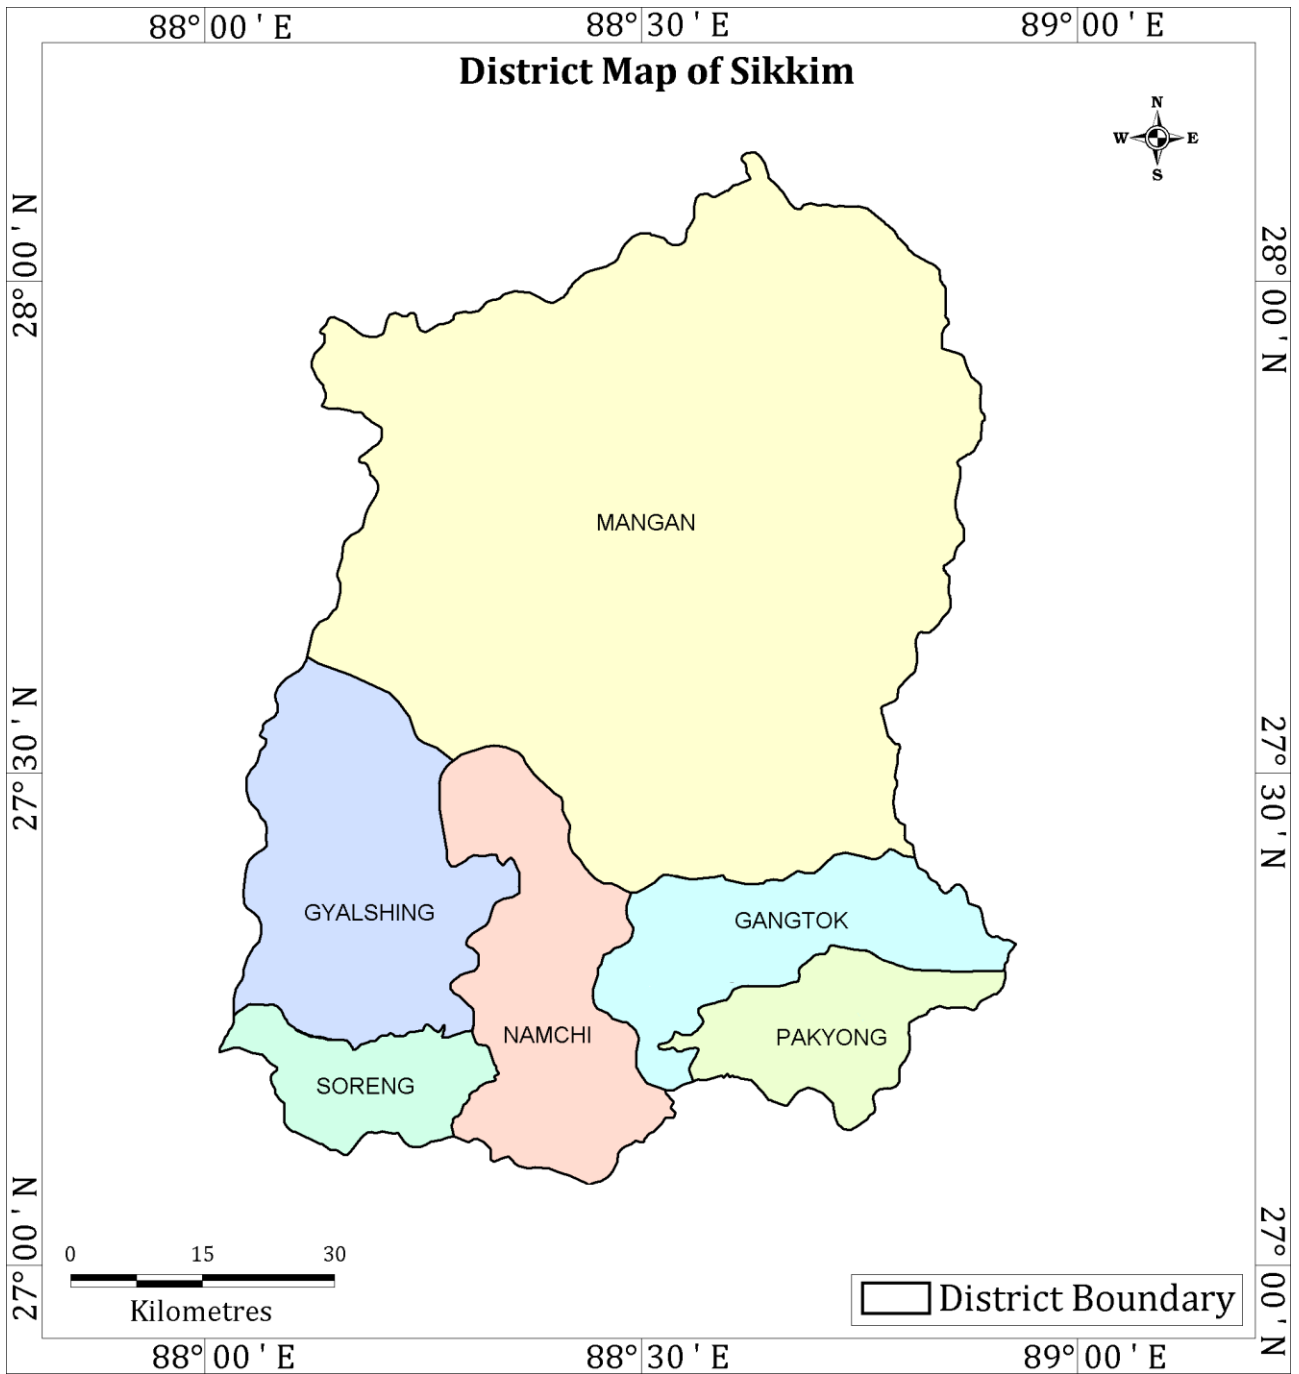 88° 00 ' E 88° 30 ' E 89° 00 ' E
District Map of Sikkim
N
W E
S
28° 00 ' N
28° 00 ' N
MANGAN
27° 30 ' N
27° 30 ' N
GYALSHING
GANGTOK
NAMCHI
PAKYONG
SORENG
27° 00 ' N
27° 00 ' N
0 15 30
Kilometres
District Boundary
88° 00 ' E 88° 30 ' E 89° 00 ' E